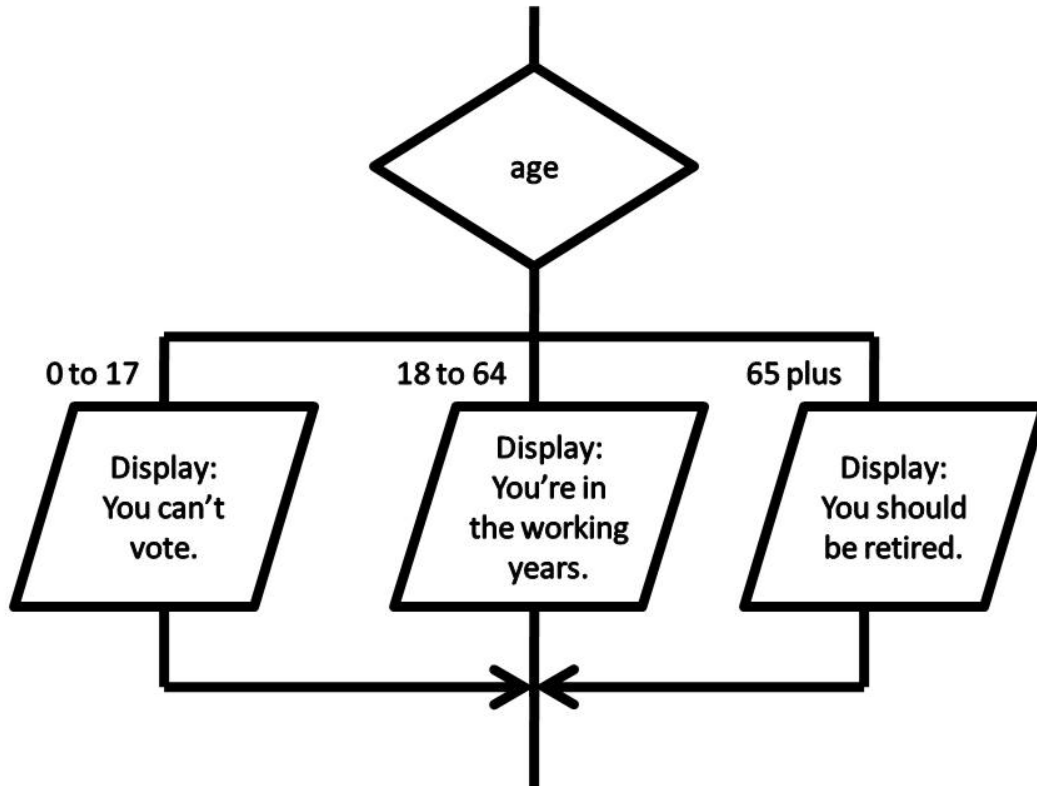 age
0 to 17
18 to 64
65 plus
Display:
You can’t
vote.
Display:
You’re in
the working
years.
Display:
You should
be retired.